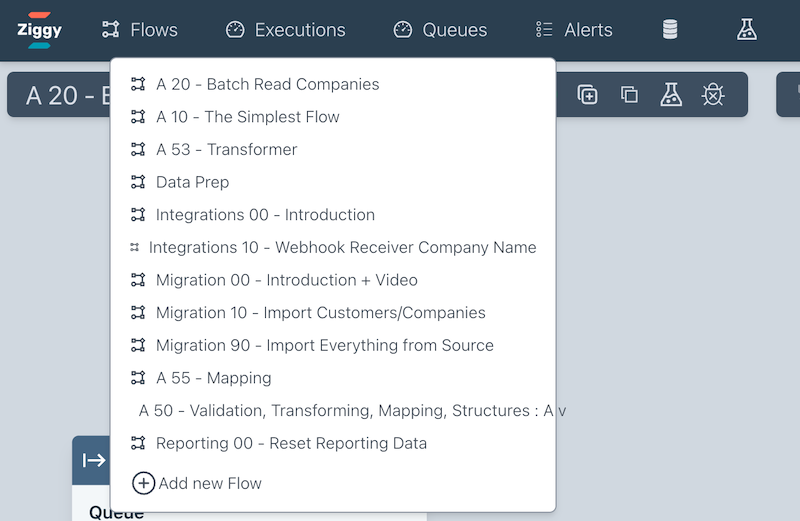 Ziggy Flows Executions Queues Alerts
A 20 -
A 20 - Batch Read Companies
A 10 - The Simplest Flow
A 53 - Transformer
Data Prep
Integrations 00 - Introduction
Integrations 10 - Webhook Receiver Company Name
Migration 00 - Introduction + Video
Migration 10 - Import Customers/Companies
Migration 90 - Import Everything from Source
A 55 - Mapping
A 50 - Validation, Transforming, Mapping, Structures : A v
Reporting 00 - Reset Reporting Data
Add new Flow
Queue